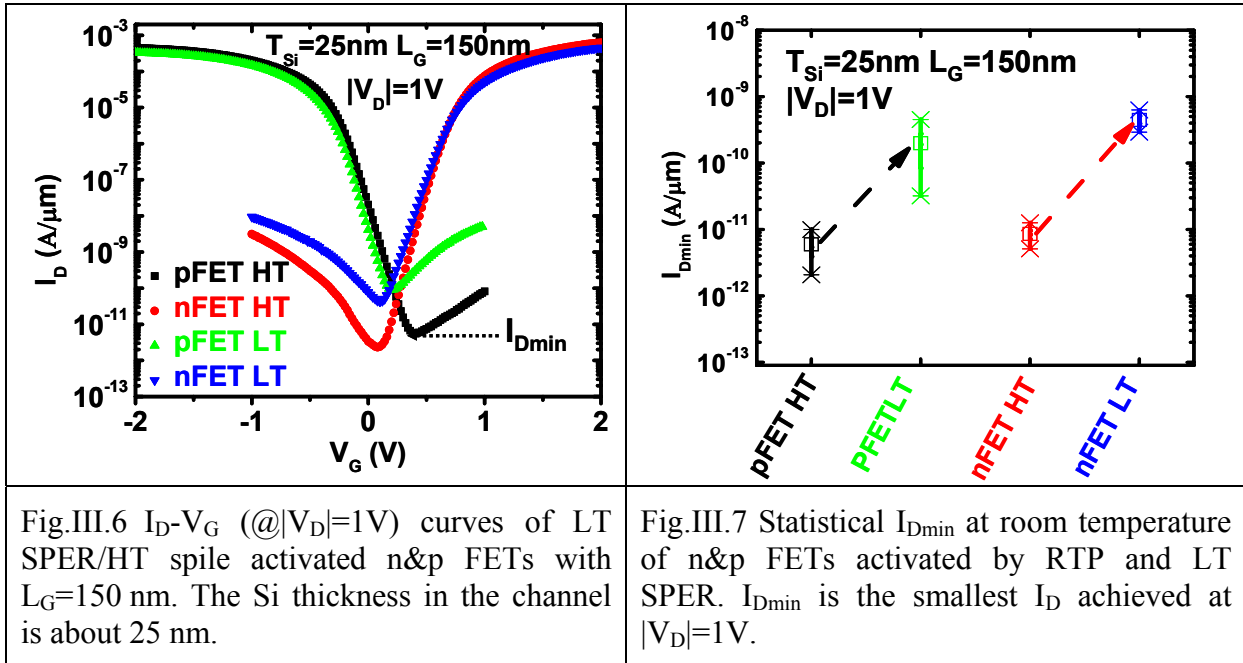 10⁻³
10⁻⁵
10⁻⁷
10⁻⁹
10⁻¹¹
10⁻¹³
I_D (A/μm)
T_Si=25nm L_G=150nm
|V_D|=1V
pFET HT
nFET HT
pFET LT
nFET LT
I_Dmin
-2 -1 0 1 2
V_G (V)
10⁻⁸
10⁻⁹
10⁻¹⁰
10⁻¹¹
10⁻¹²
10⁻¹³
I_Dmin (A/μm)
T_Si=25nm L_G=150nm
|V_D|=1V
pFET HT
PFETLT
nFET HT
nFET LT
Fig.III.6 I_D-V_G (@|V_D|=1V) curves of LT
SPER/HT spile activated n&p FETs with
L_G=150 nm. The Si thickness in the channel
is about 25 nm.
Fig.III.7 Statistical I_Dmin at room temperature
of n&p FETs activated by RTP and LT
SPER. I_Dmin is the smallest I_D achieved at
|V_D|=1V.